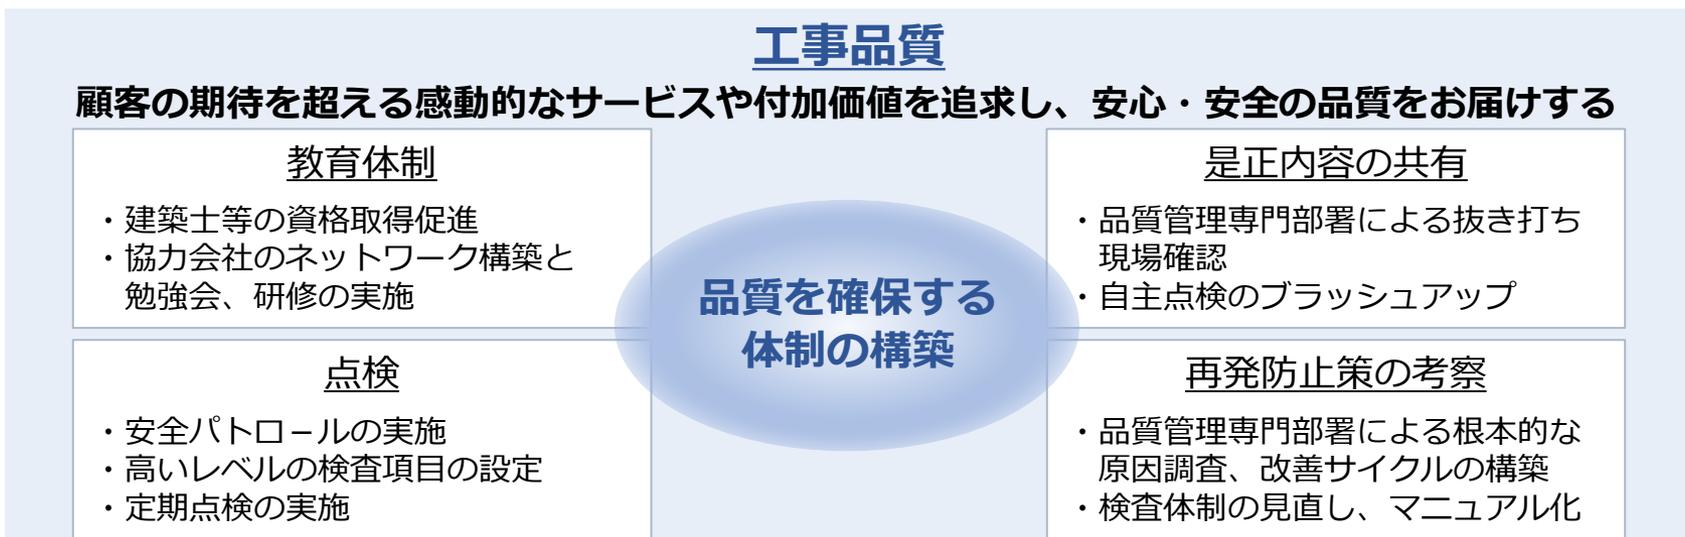 工事品質
顧客の期待を超える感動的なサービスや付加価値を追求し、安心・安全の品質をお届けする
教育体制
・建築士等の資格取得促進
・協力会社のネットワーク構築と
勉強会、研修の実施
是正内容の共有
・品質管理専門部署による抜き打ち
現場確認
・自主点検のブラッシュアップ
品質を確保する
体制の構築
点検
・安全パトロ－ルの実施
・高いレベルの検査項目の設定
・定期点検の実施
再発防止策の考察
・品質管理専門部署による根本的な
原因調査、改善サイクルの構築
・検査体制の見直し、マニュアル化